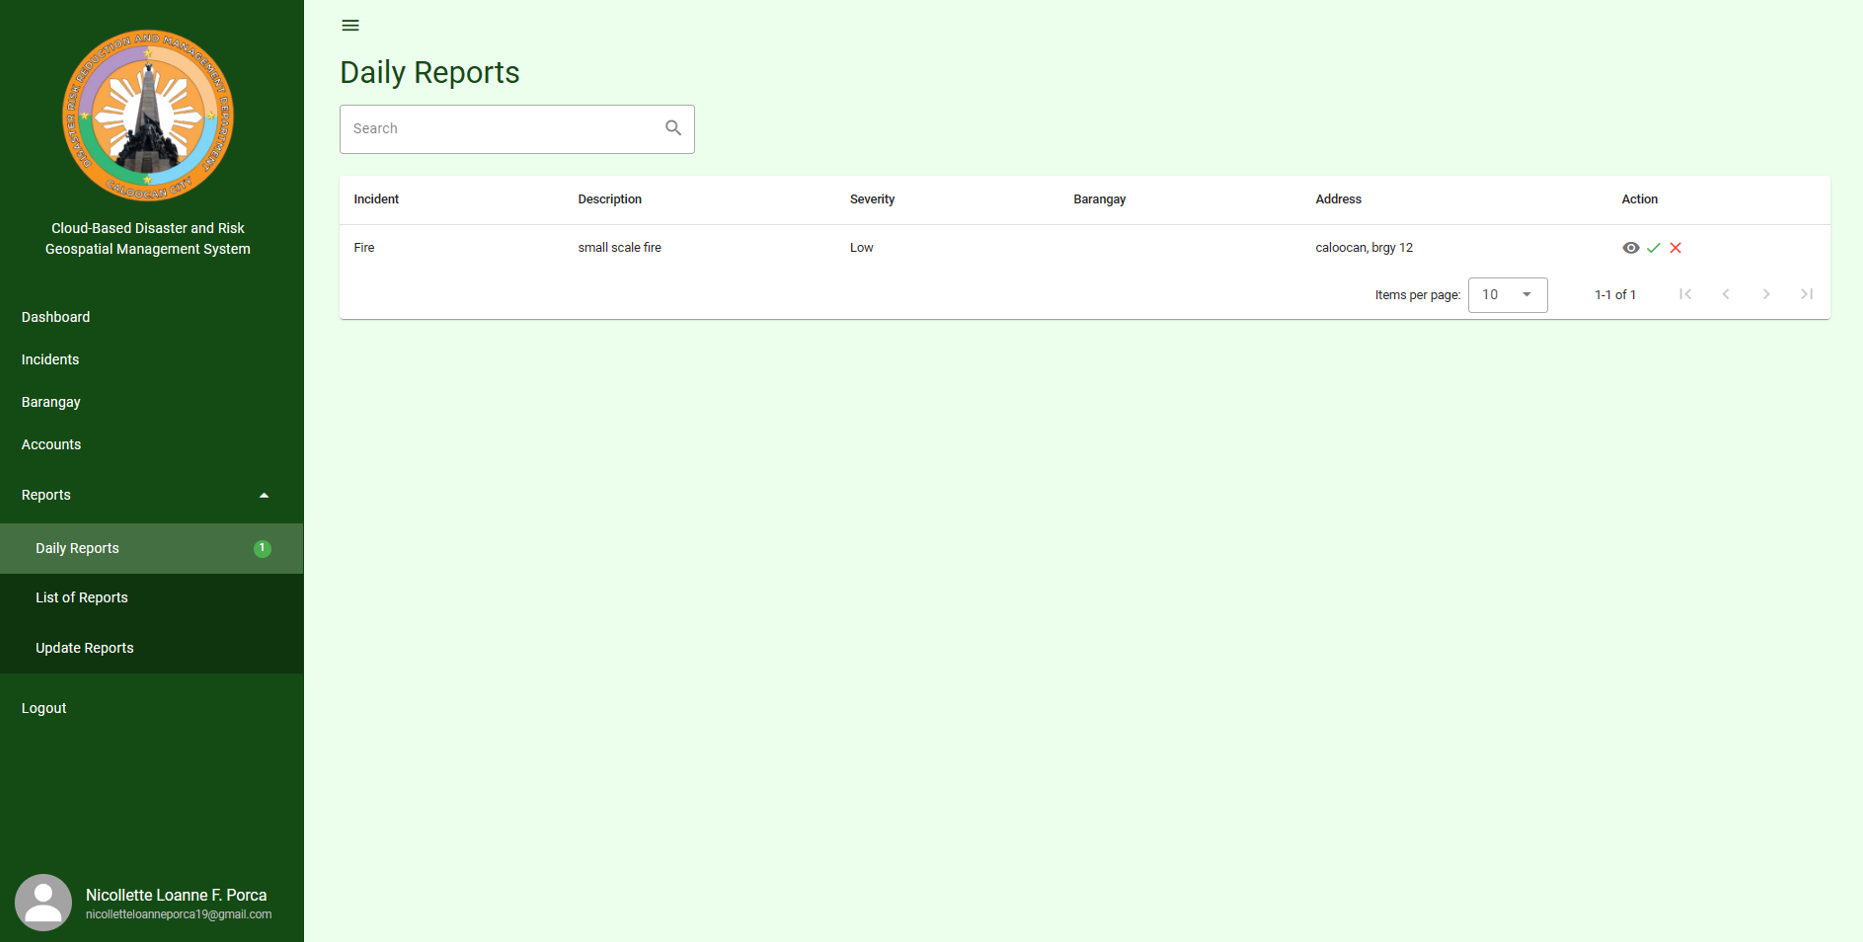 DISASTER RISK REDUCTION AND MANAGEMENT DEPARTMENT
CALOOCAN CITY
Cloud-Based Disaster and Risk
Geospatial Management System
Dashboard
Incidents
Barangay
Accounts
Reports
Daily Reports 1
List of Reports
Update Reports
Logout
Nicollette Loanne F. Porca
nicolletteloanneporca19@gmail.com
Daily Reports
Search
Incident Description Severity Barangay Address Action
Fire small scale fire Low caloocan, brgy 12
Items per page: 10 1-1 of 1